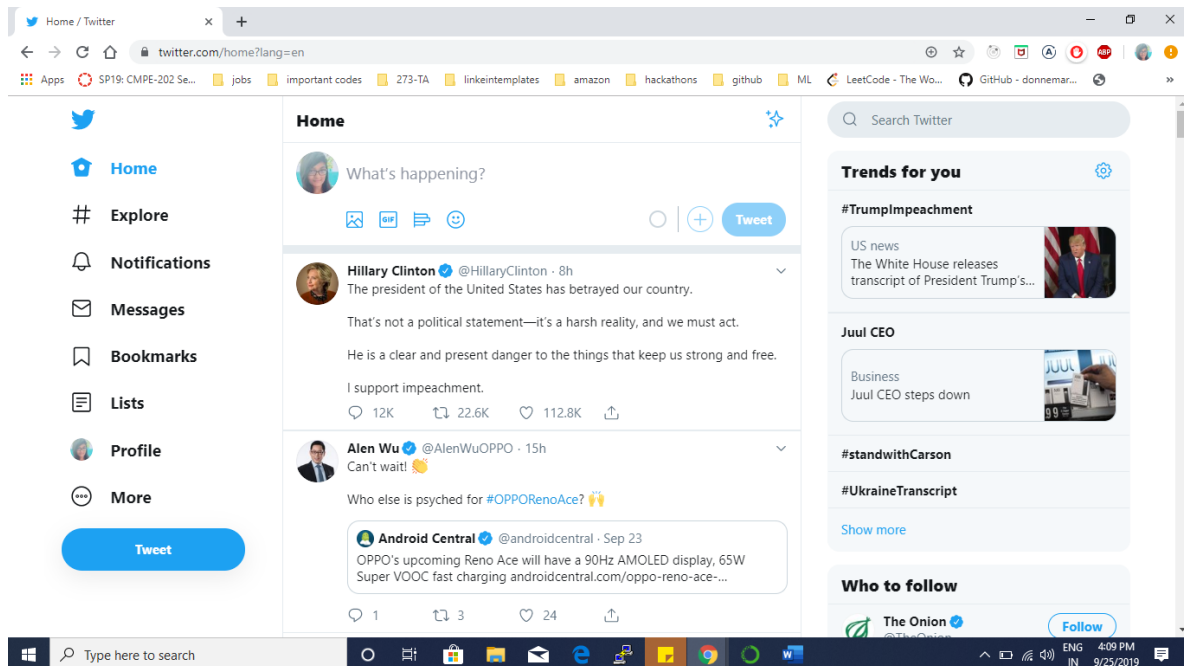 Home / Twitter
twitter.com/home?lang=en
ABP
Apps
SP19: CMPE-202 Se...
jobs
important codes
273-TA
linkeintemplates
amazon
hackathons
github
ML
LeetCode - The Wo...
GitHub - donnemar...
Home
Explore
Notifications
Messages
Bookmarks
Lists
Profile
More
Tweet
Home
What's happening?
GIF
Tweet
Hillary Clinton @HillaryClinton · 8h
The president of the United States has betrayed our country.
That's not a political statement—it's a harsh reality, and we must act.
He is a clear and present danger to the things that keep us strong and free.
I support impeachment.
12K 22.6K 112.8K
Alen Wu @AlenWuOPPO · 15h
Can't wait! 👏
Who else is psyched for #OPPORenoAce? 🙌
Android Central @androidcentral · Sep 23
OPPO's upcoming Reno Ace will have a 90Hz AMOLED display, 65W
Super VOOC fast charging androidcentral.com/oppo-reno-ace-...
1 3 24
Search Twitter
Trends for you
#TrumpImpeachment
US news
The White House releases
transcript of President Trump's...
Juul CEO
Business
Juul CEO steps down
JUUL
#standwithCarson
#UkraineTranscript
Show more
Who to follow
The Onion
@TheOnion
Follow
Type here to search
ENG
IN
4:09 PM
9/25/2019